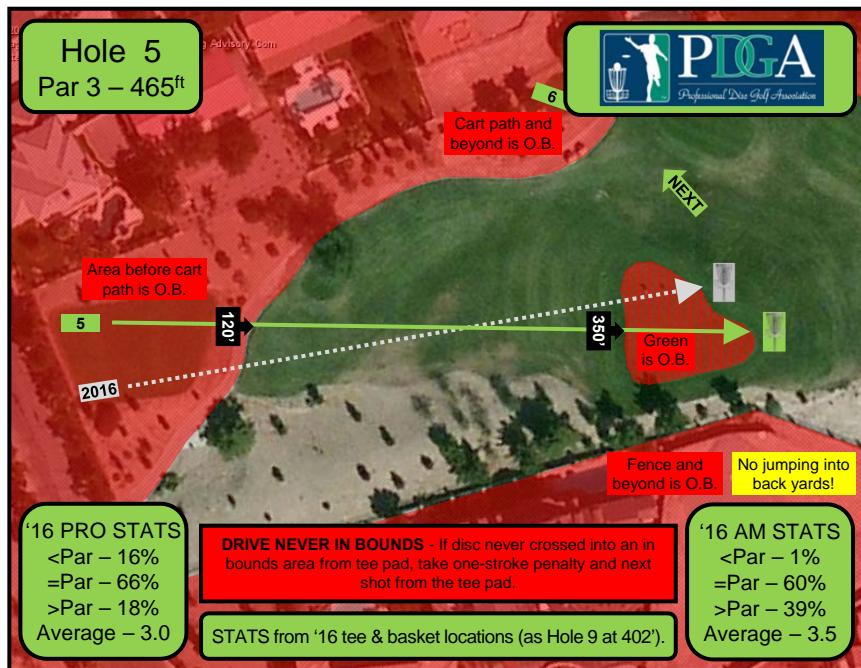 Hole 5
Par 3 – 465ft
g Advisory Com
PDGA
Professional Disc Golf Association
6
Cart path and
beyond is O.B.
NEXT
Area before cart
path is O.B.
5
120'
350'
Green
is O.B.
2016
Fence and
beyond is O.B.
No jumping into
back yards!
'16 PRO STATS
<Par – 16%
=Par – 66%
>Par – 18%
Average – 3.0
DRIVE NEVER IN BOUNDS - If disc never crossed into an in
bounds area from tee pad, take one-stroke penalty and next
shot from the tee pad.
STATS from '16 tee & basket locations (as Hole 9 at 402').
'16 AM STATS
<Par – 1%
=Par – 60%
>Par – 39%
Average – 3.5